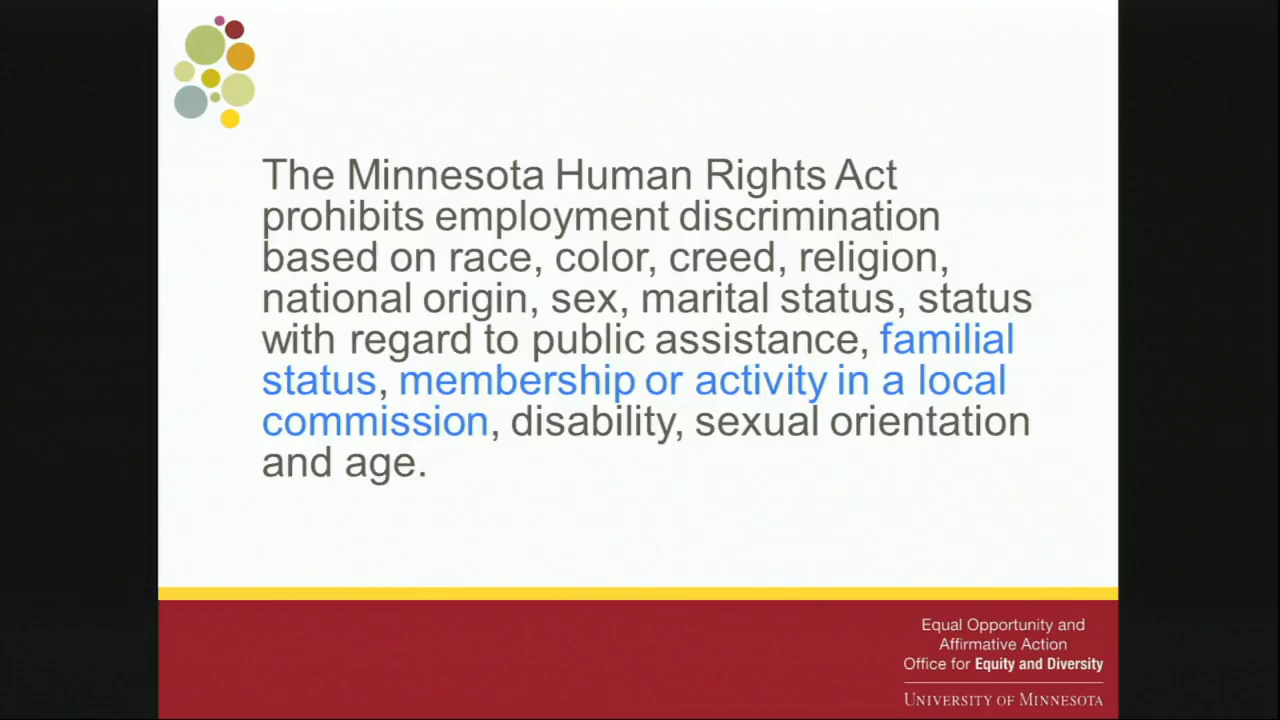 The Minnesota Human Rights Act
prohibits employment discrimination
based on race, color, creed, religion,
national origin, sex, marital status, status
with regard to public assistance, familial
status, membership or activity in a local
commission, disability, sexual orientation
and age.
Equal Opportunity and
Affirmative Action
Office for Equity and Diversity
UNIVERSITY OF MINNESOTA